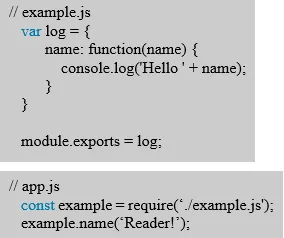 // example.js
var log = {
name: function(name) {
console.log('Hello ' + name);
}
}
module.exports = log;
// app.js
const example = require(‘./example.js');
example.name(‘Reader!’);